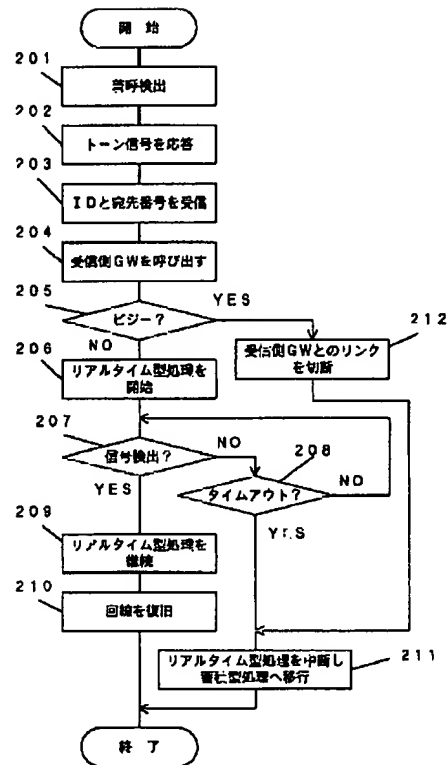 開 始
201
着呼検出
202
トーン信号を応答
203
IDと宛先番号を受信
204
受信側GWを呼び出す
205
ビジー?
YES
NO
212
受信側GWとのリンク
を切断
206
リアルタイム型処理を
開始
207
信号検出?
NO
YES
208
タイムアウト?
NO
YES
209
リアルタイム型処理を
継続
210
回線を復旧
リアルタイム型処理を中断し
蓄積型処理へ移行
211
終 了